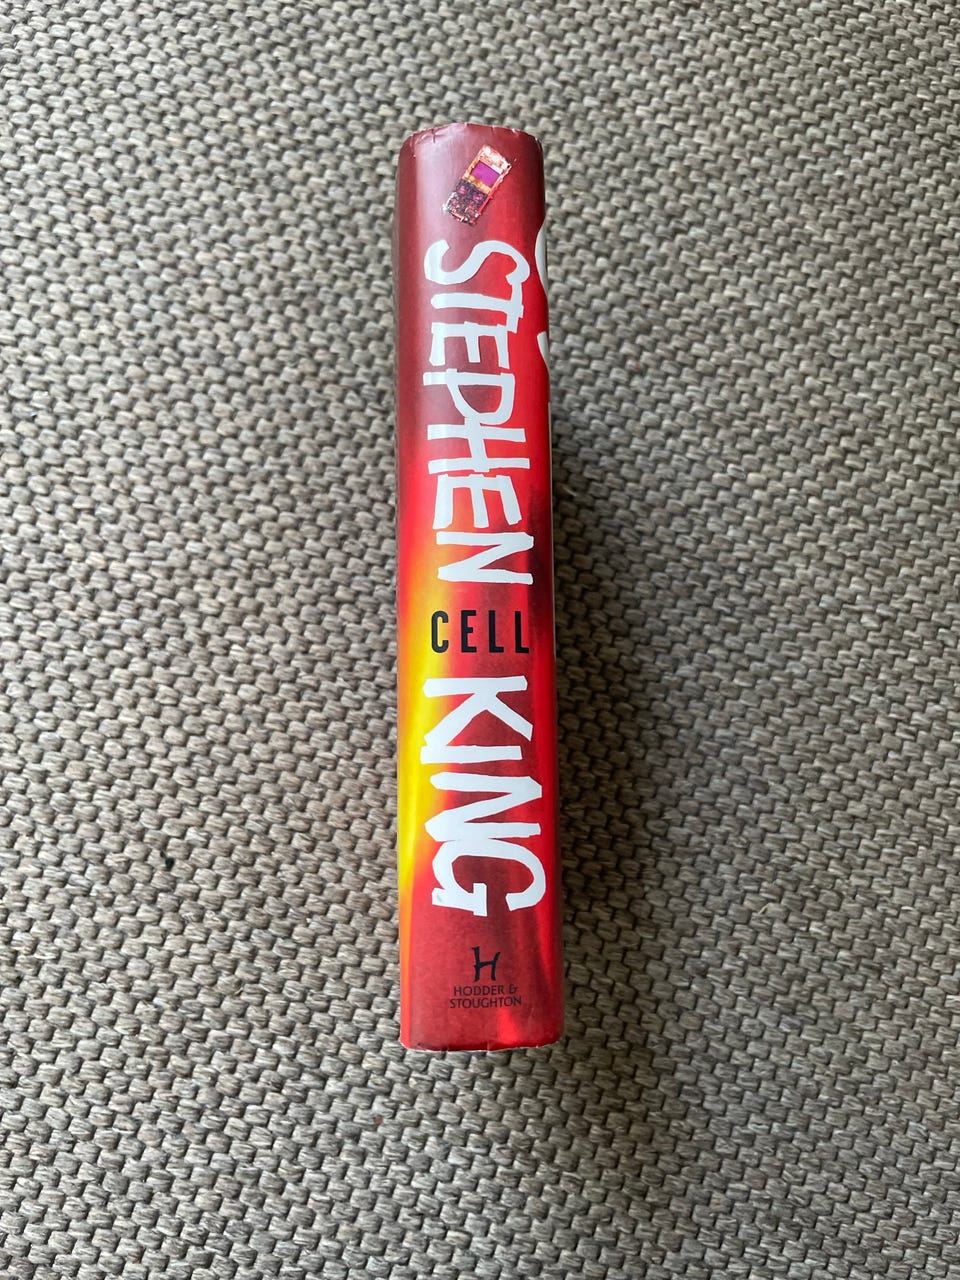 STEPHEN
CELL
KING
HODDER &
STOUGHTON